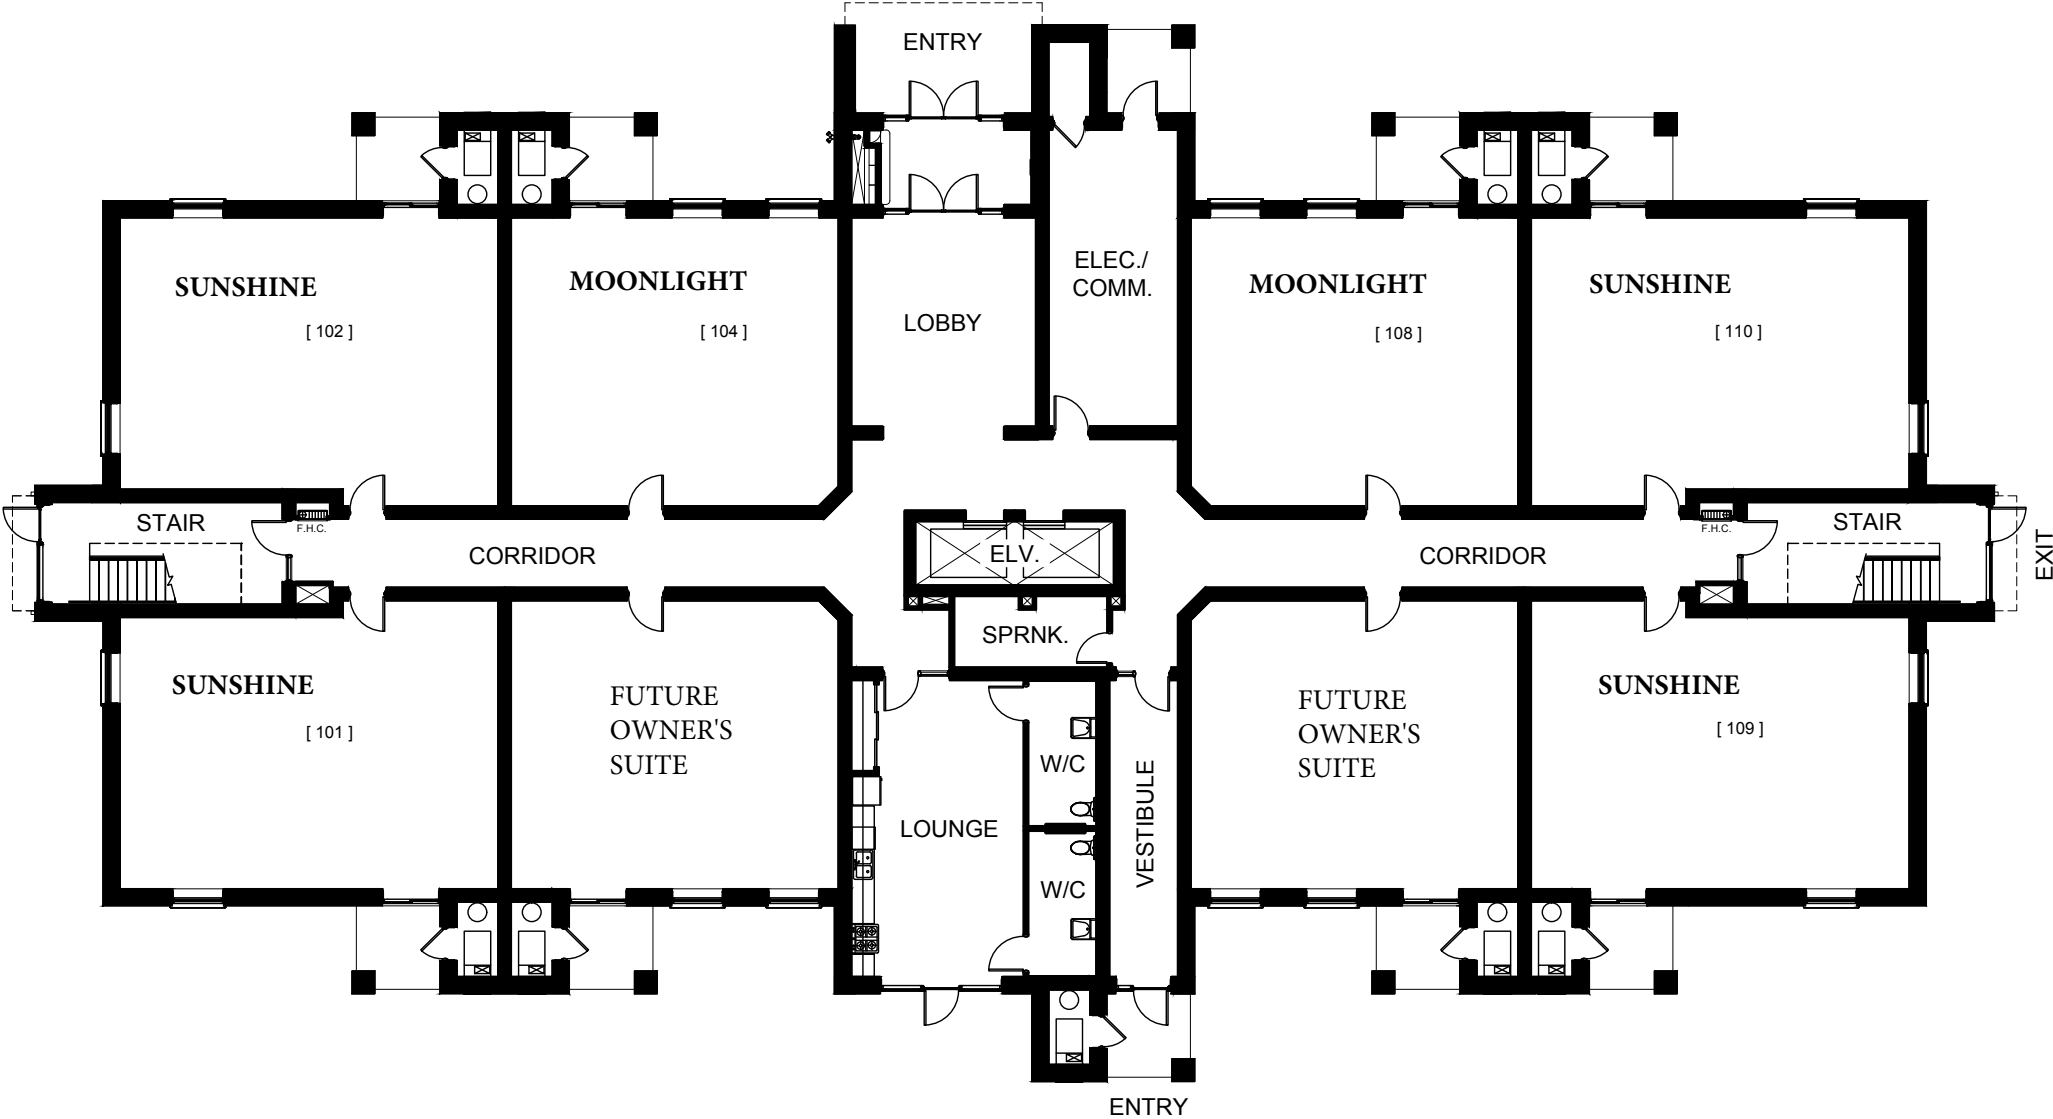 ENTRY
SUNSHINE
[ 102 ]
MOONLIGHT
[ 104 ]
LOBBY
ELEC./
COMM.
MOONLIGHT
[ 108 ]
SUNSHINE
[ 110 ]
STAIR
F.H.C.
CORRIDOR
ELV.
CORRIDOR
F.H.C.
STAIR
EXIT
SPRNK.
SUNSHINE
[ 101 ]
FUTURE
OWNER'S
SUITE
LOUNGE
W/C
W/C
VESTIBULE
FUTURE
OWNER'S
SUITE
SUNSHINE
[ 109 ]
ENTRY